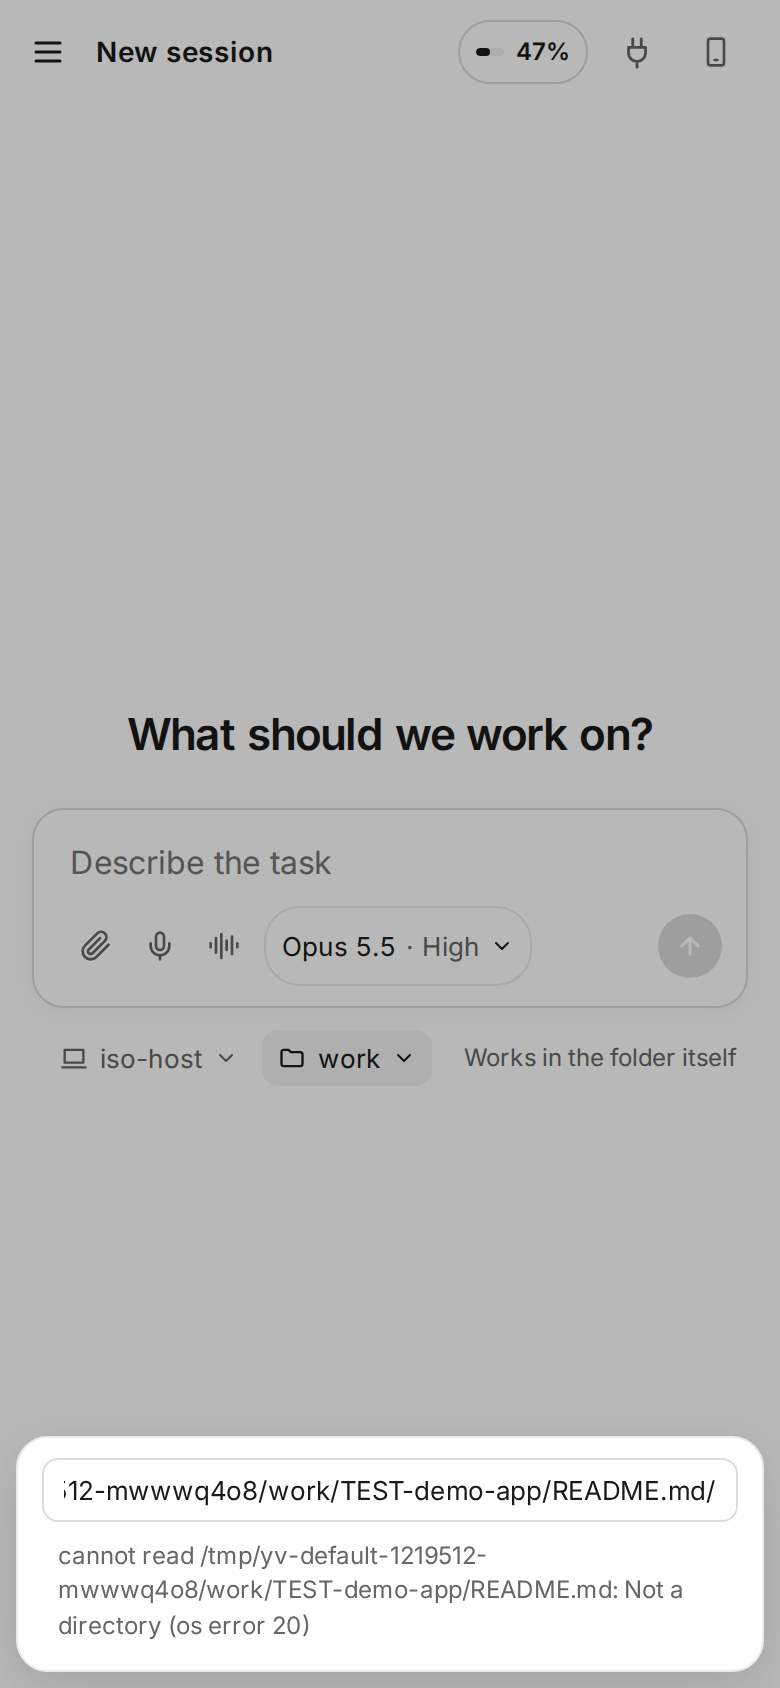 New session
47%
What should we work on?
Describe the task
Opus 5.5 · High
iso-host
work
Works in the folder itself
512-mwwwq4o8/work/TEST-demo-app/README.md/
cannot read /tmp/yv-default-1219512-
mwwwq4o8/work/TEST-demo-app/README.md: Not a
directory (os error 20)